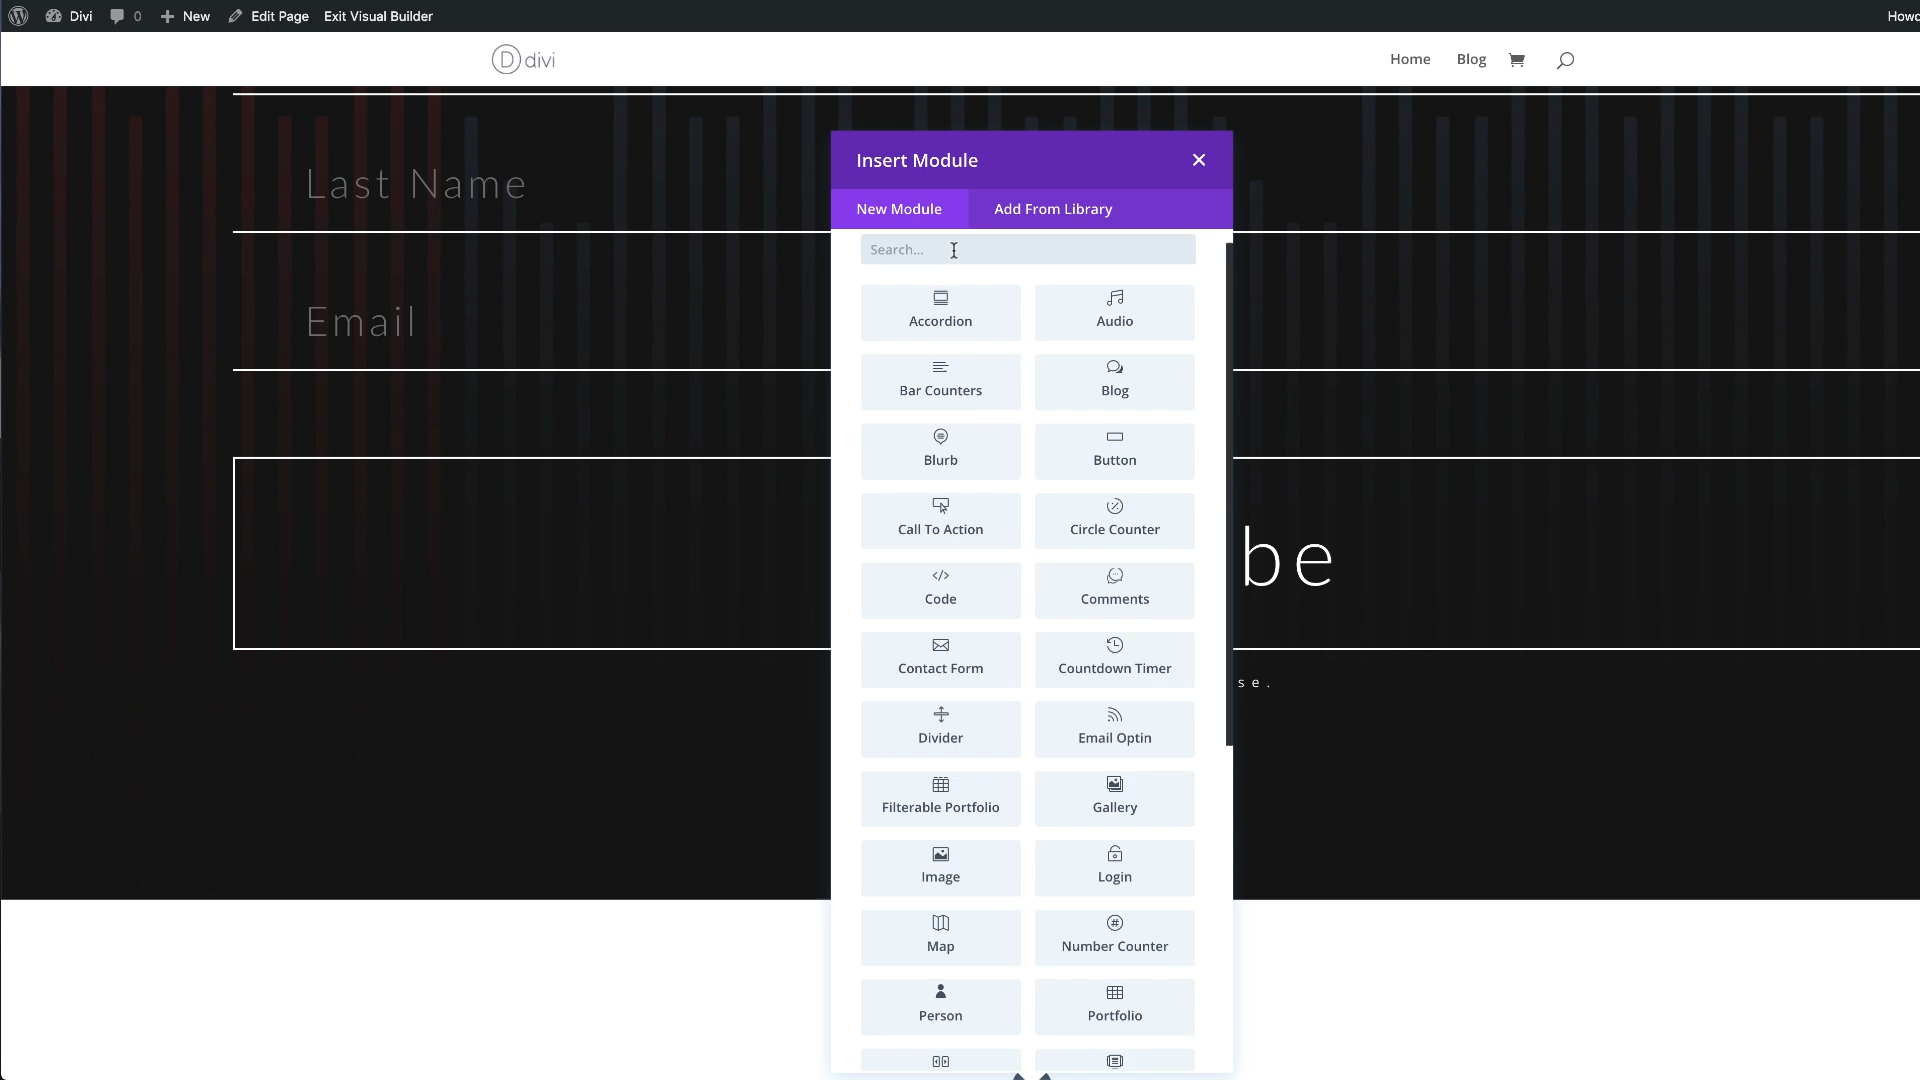 Divi 0 New Edit Page Exit Visual Builder Howd
divi Home Blog
Last Name
Email
be
se.
Insert Module
New Module Add From Library
Search...
Accordion Audio
Bar Counters Blog
Blurb Button
Call To Action Circle Counter
Code Comments
Contact Form Countdown Timer
Divider Email Optin
Filterable Portfolio Gallery
Image Login
Map Number Counter
Person Portfolio